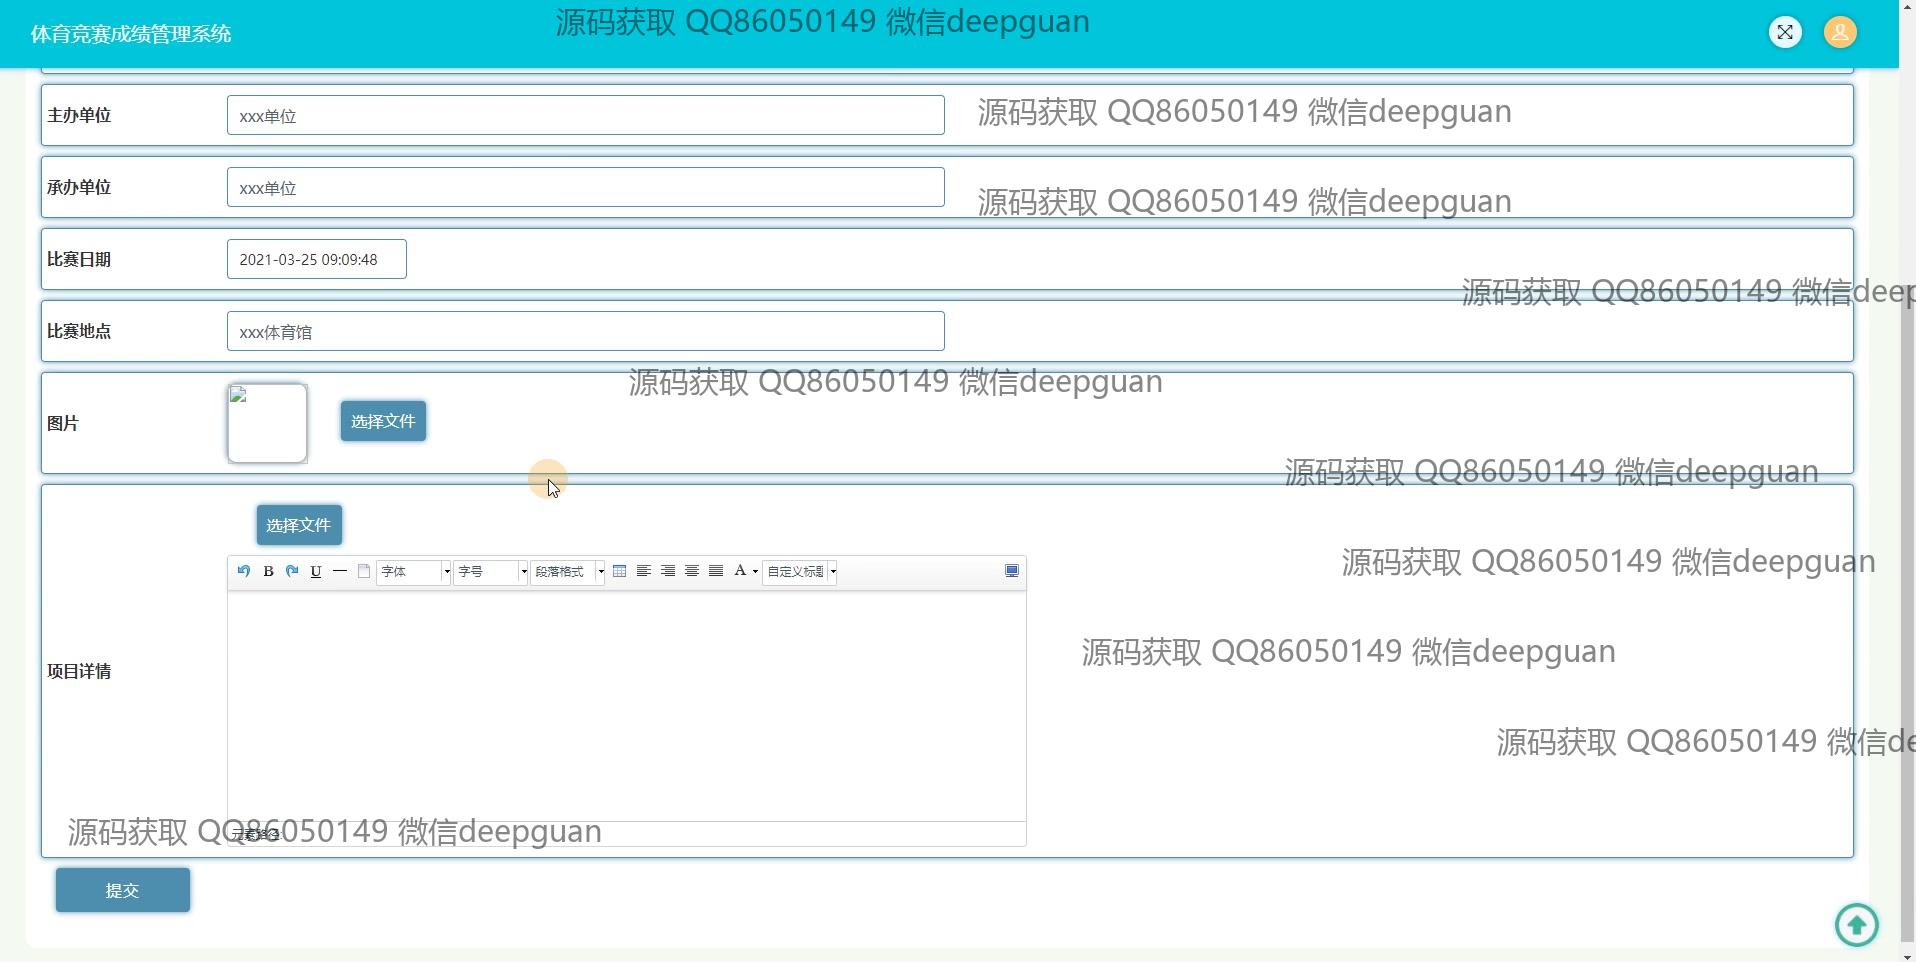 体育竞赛成绩管理系统
源码获取 QQ86050149 微信deepguan
主办单位
xxx单位
源码获取 QQ86050149 微信deepguan
承办单位
xxx单位
源码获取 QQ86050149 微信deepguan
比赛日期
2021-03-25 09:09:48
源码获取 QQ86050149 微信deep
比赛地点
xxx体育馆
源码获取 QQ86050149 微信deepguan
图片
选择文件
源码获取 QQ86050149 微信deepguan
选择文件
源码获取 QQ86050149 微信deepguan
B U 字体 字号 段落格式 A 自定义标题
源码获取 QQ86050149 微信deepguan
项目详情
源码获取 QQ86050149 微信de
源码获取 QQ86050149 微信deepguan
元素路径:
提交